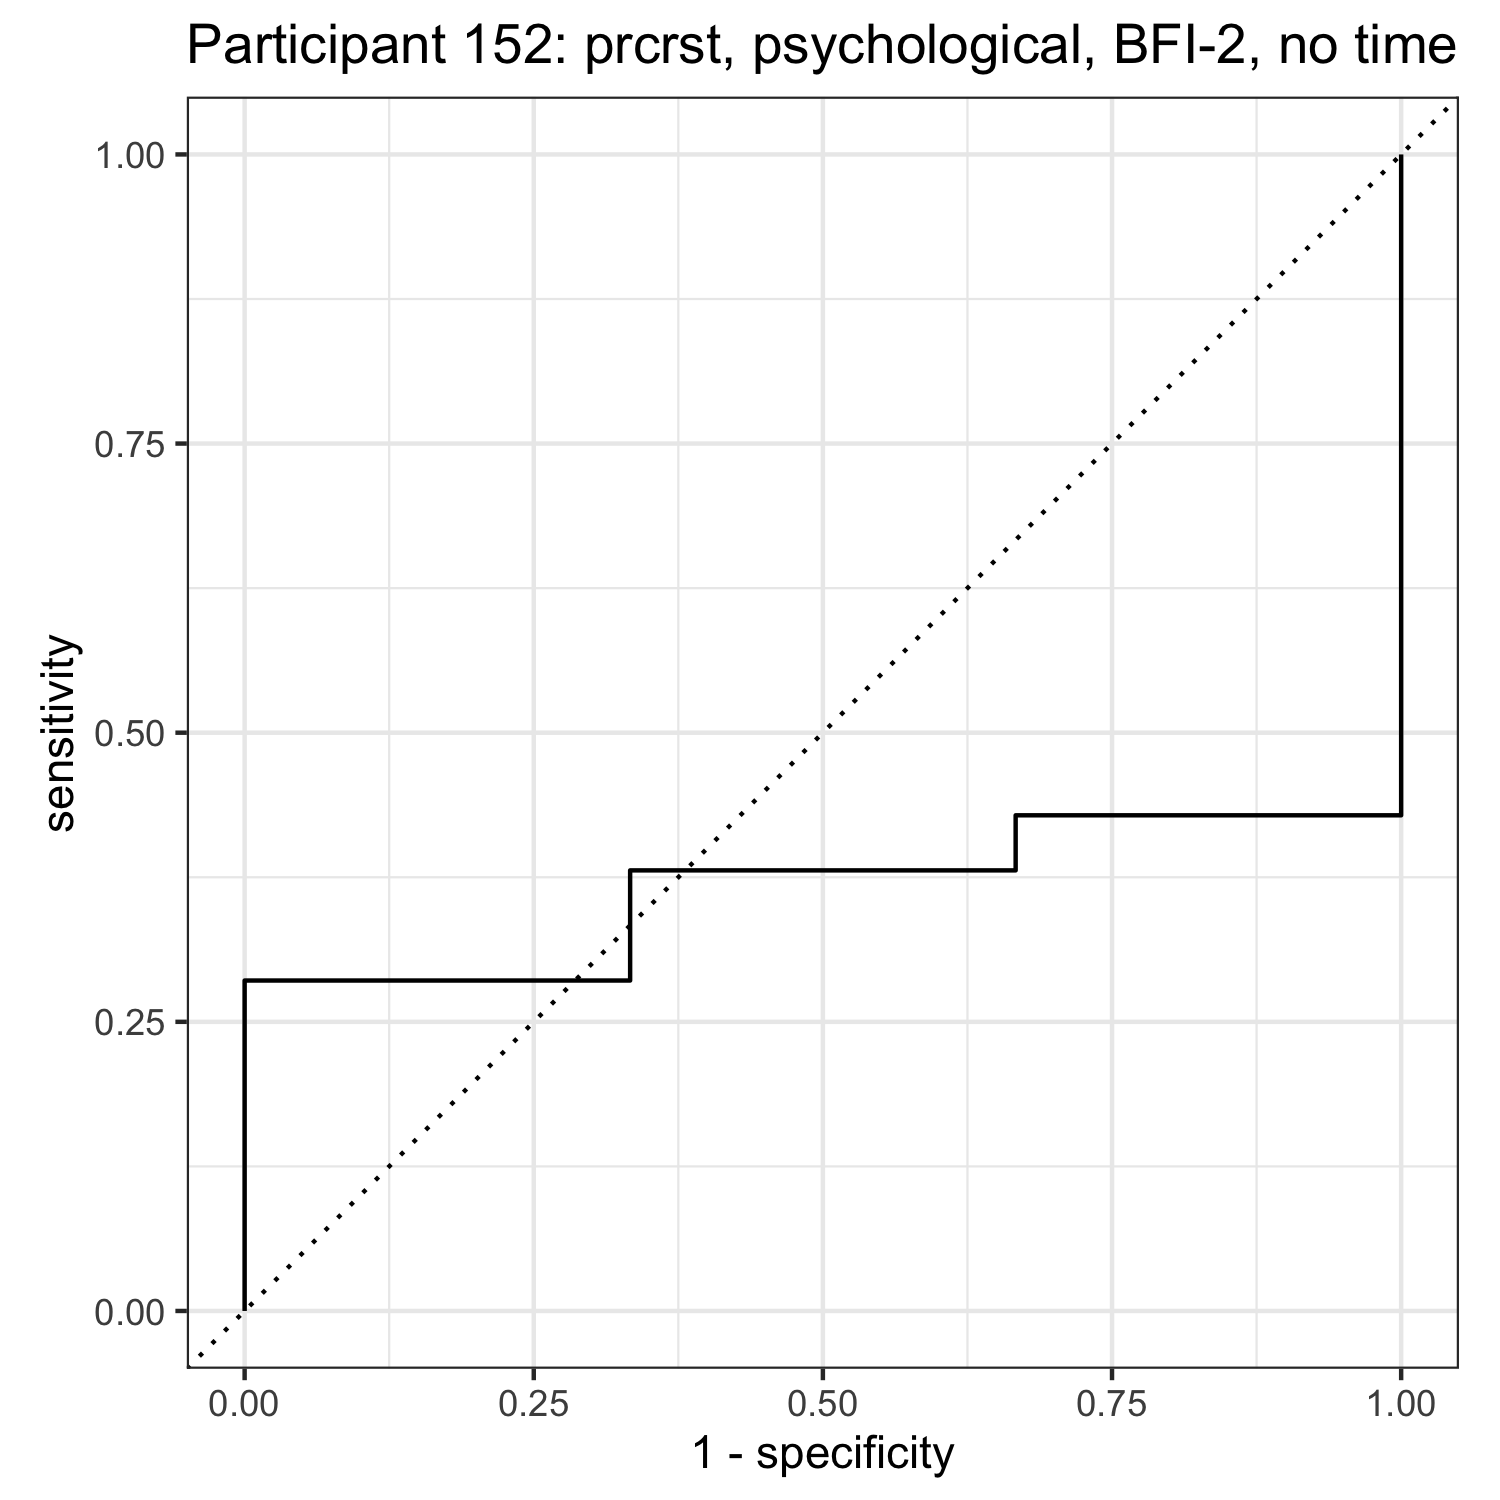 Participant 152: prcrst, psychological, BFI-2, no time
1.00
0.75
0.50
0.25
0.00
sensitivity
0.00 0.25 0.50 0.75 1.00
1 - specificity